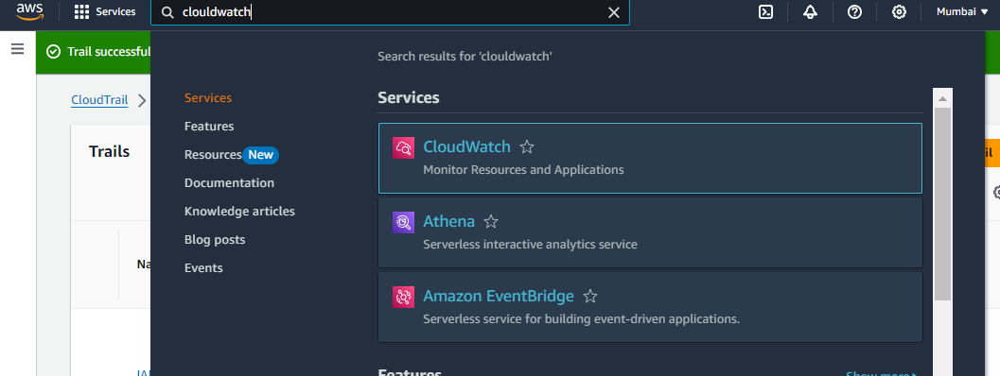 aws
Services
clouldwatch
Mumbai
Trail successful
Search results for 'clouldwatch'
CloudTrail
Services
Services
Trails
Features
CloudWatch
Resources New
Monitor Resources and Applications
Documentation
Knowledge articles
Athena
Blog posts
Serverless interactive analytics service
Na
Events
Amazon EventBridge
Serverless service for building event-driven applications.
Features
Show more